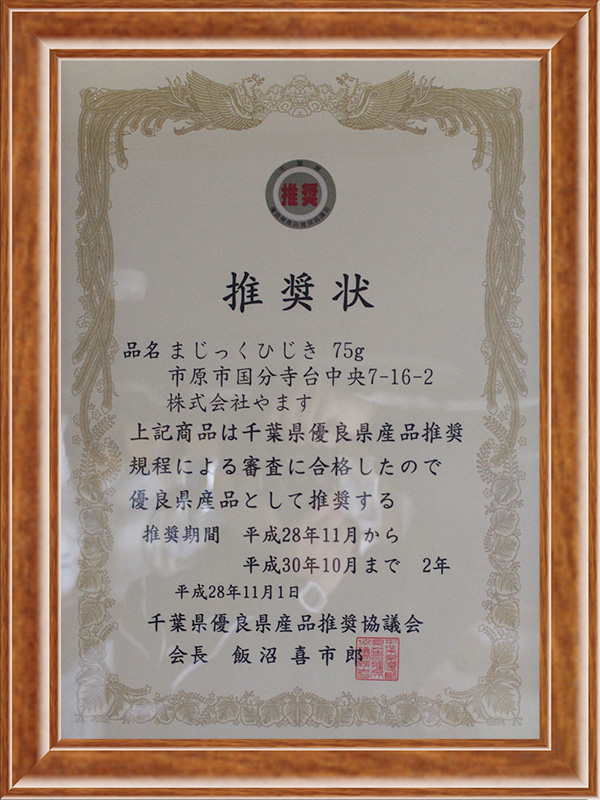 推奨
推奨状
品名 まじっくひじき 75g
市原市国分寺台中央7-16-2
株式会社やます
上記商品は千葉県優良県産品推奨
規程による審査に合格したので
優良県産品として推奨する
推奨期間 平成28年11月から
平成30年10月まで 2年
平成28年11月1日
千葉県優良県産品推奨協議会
会長 飯沼 喜市郎